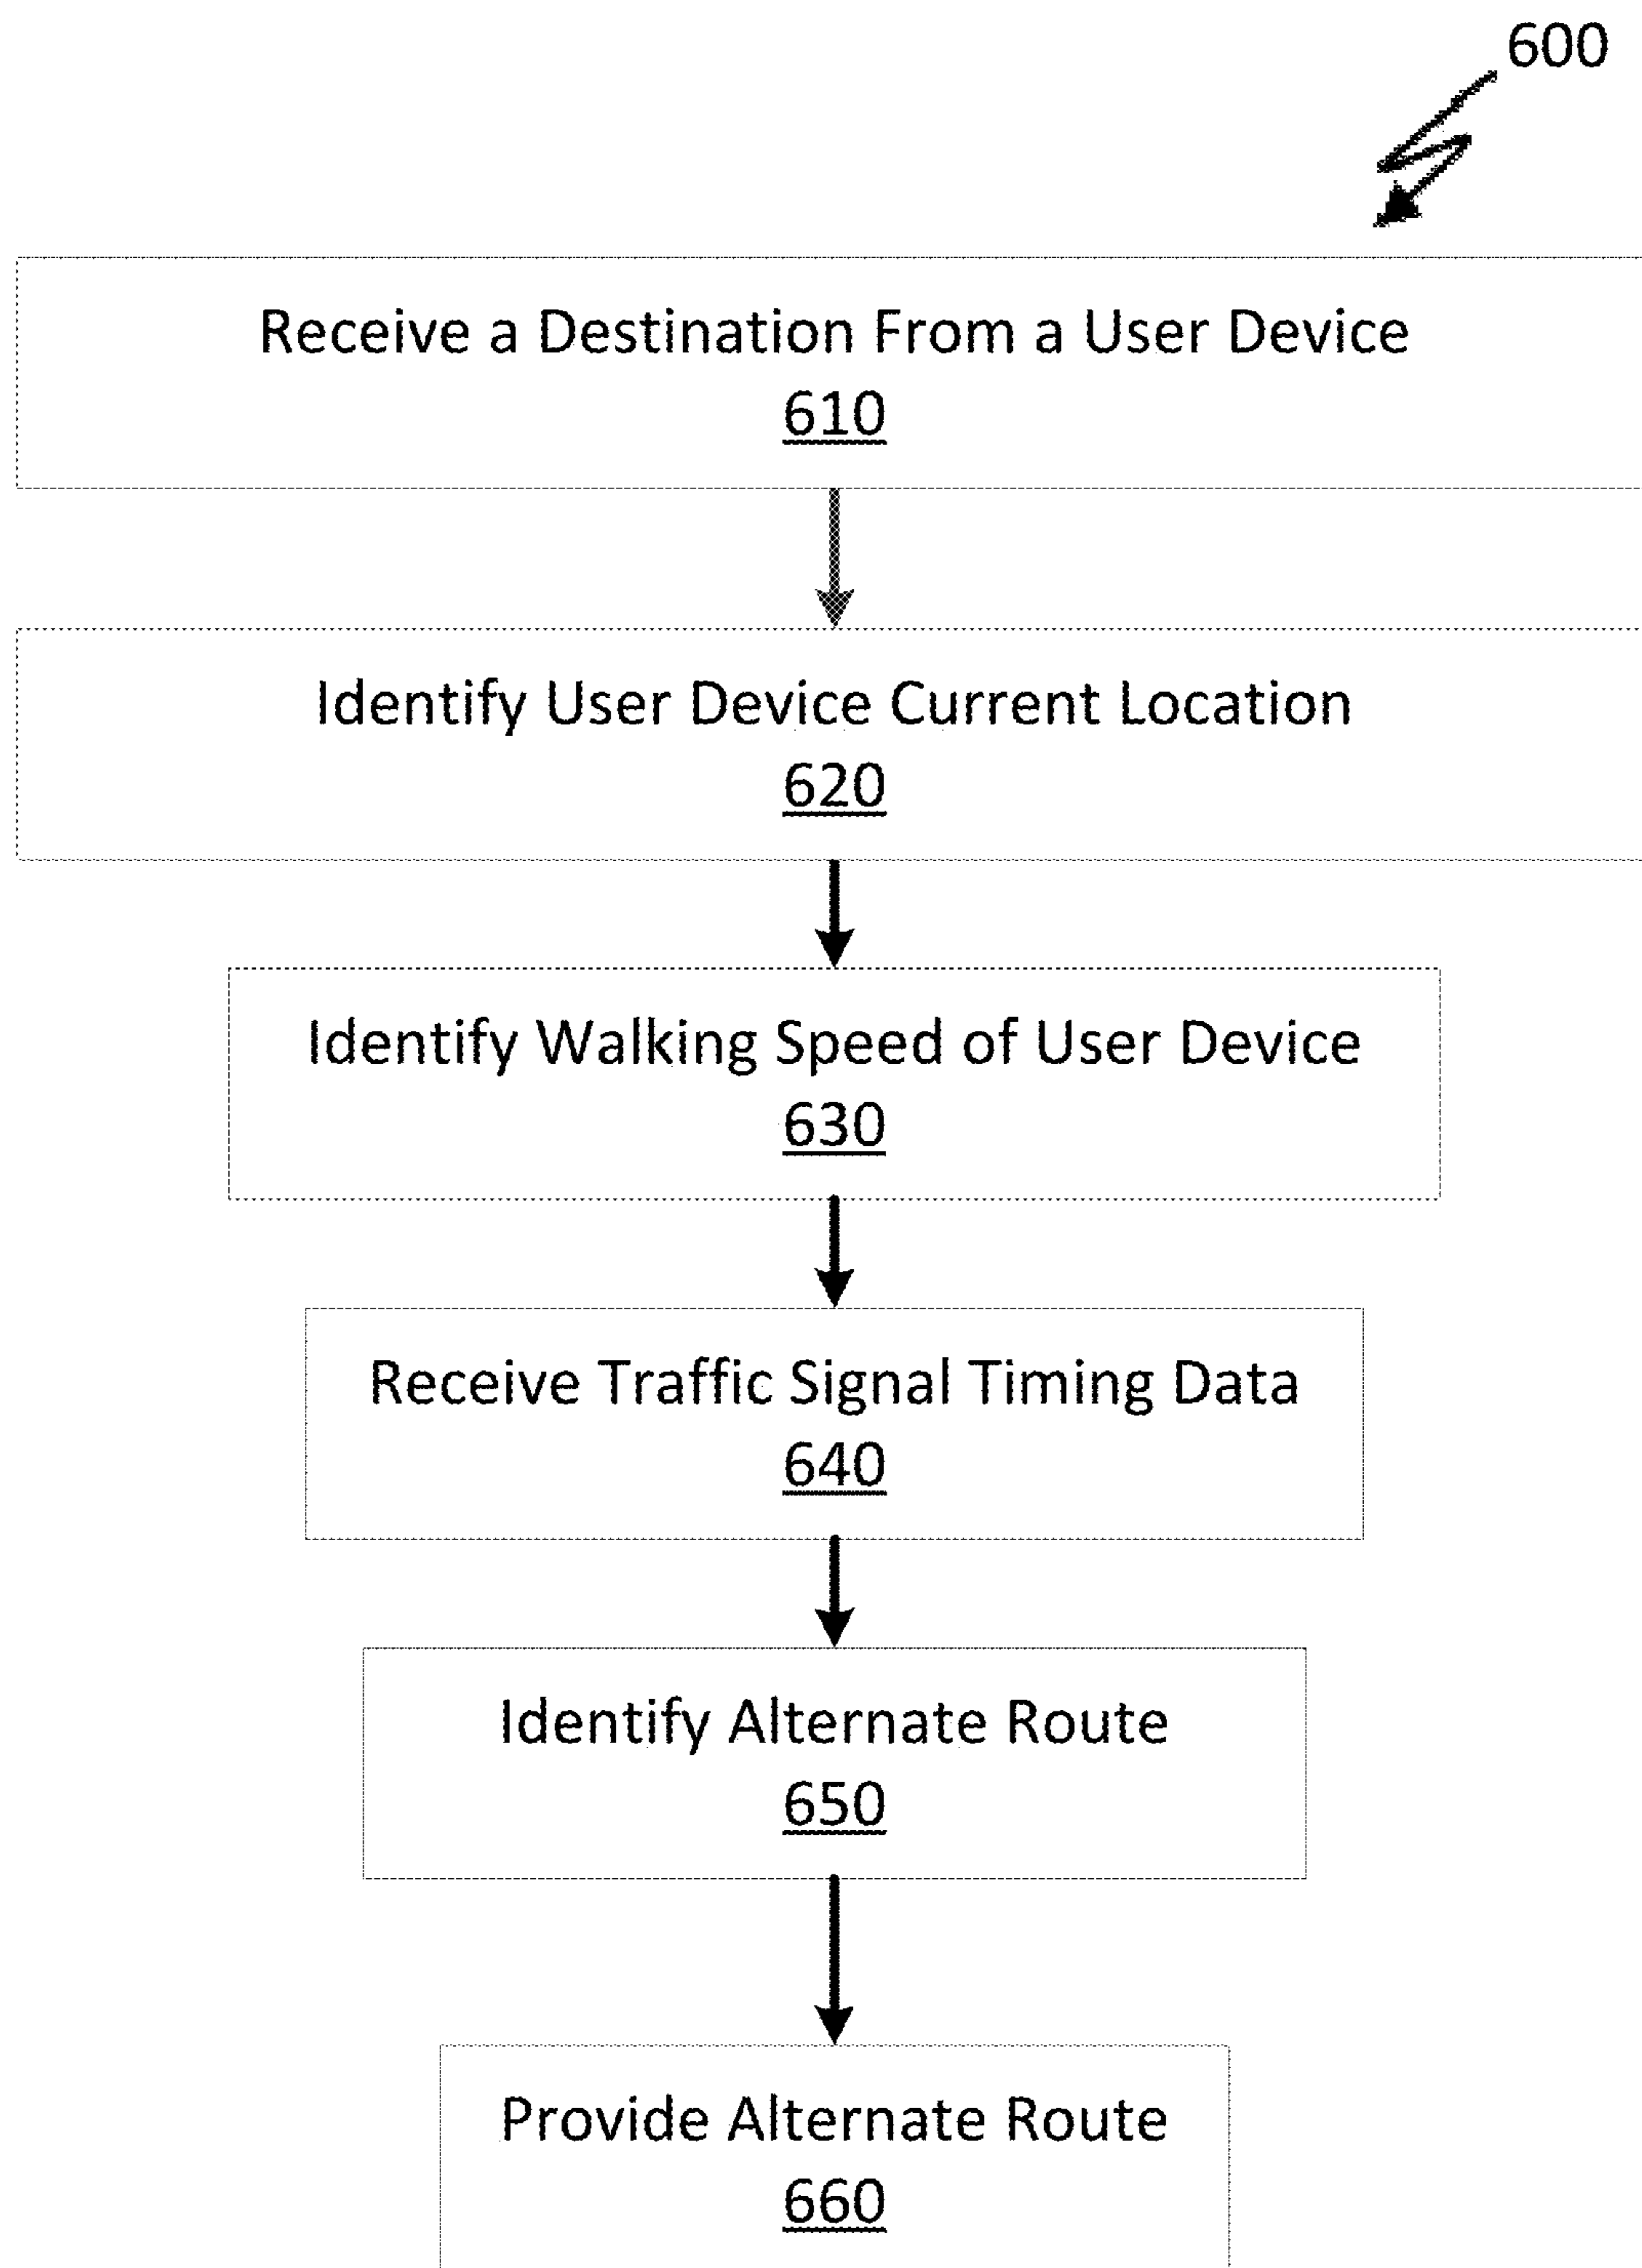 600
Receive a Destination From a User Device
610
Identify User Device Current Location
620
Identify Walking Speed of User Device
630
Receive Traffic Signal Timing Data
640
Identify Alternate Route
650
Provide Alternate Route
660